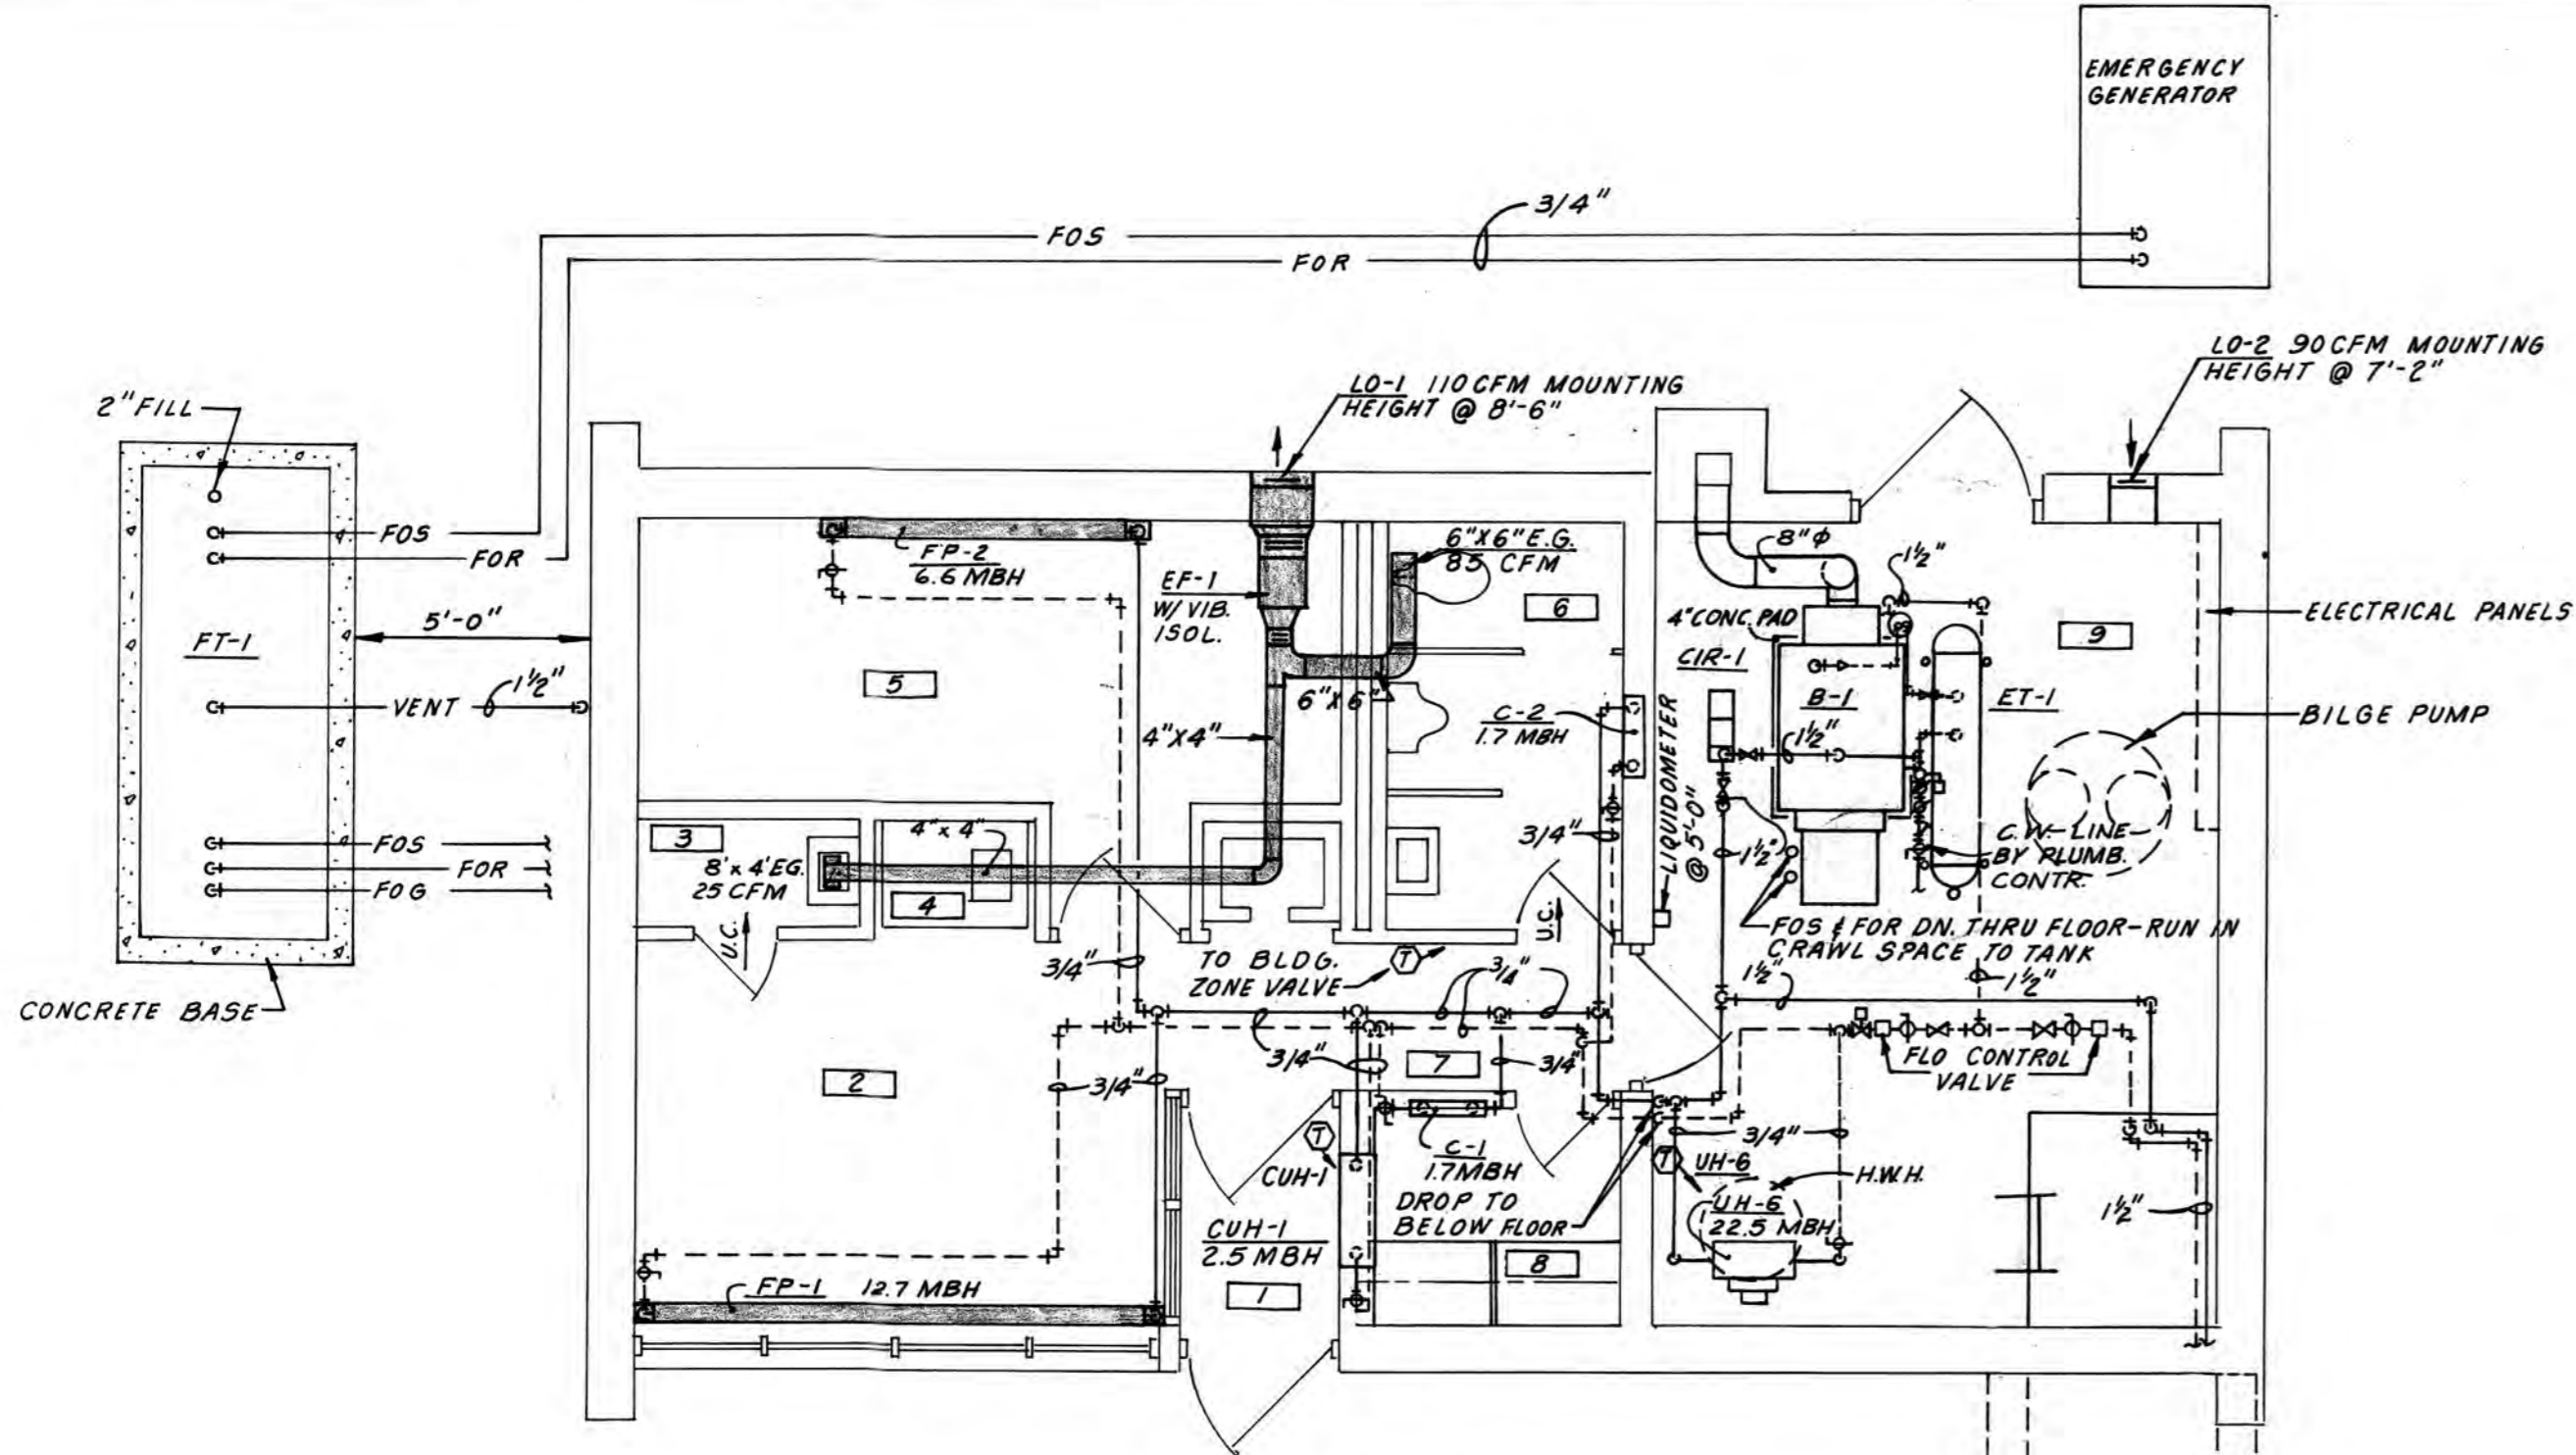 EMERGENCY
GENERATOR
3/4"
FOS
FOR
LO-2 90CFM MOUNTING
HEIGHT @ 7'-2"
LO-1 110CFM MOUNTING
HEIGHT @ 8'-6"
2" FILL
FOS
FOR
FP-2
6.6 MBH
EF-1
W/ VIB.
ISOL.
6"X6" E.G.
85 CFM
6
8"φ
1½"
ELECTRICAL PANELS
4" CONC. PAD
9
5'-0"
FT-1
5
CIR-1
B-1
ET-1
1½"
VENT
6"X6"
C-2
1.7 MBH
BILGE PUMP
4"X4"
1½"
LIQUIDOMETER
@ 5'-0"
3
4"x4"
3/4"
C.W. LINE
BY PLUMB.
CONTR.
FOS
FOR
FOG
8'x4'EG.
25 CFM
4
1½"
U.C.
U.C.
FOS & FOR DN. THRU FLOOR-RUN IN
CRAWL SPACE TO TANK
3/4"
TO BLDG.
ZONE VALVE
T
3/4"
1½"
1½"
CONCRETE BASE
3/4"
7
3/4"
FLO CONTROL
VALVE
2
3/4"
T
CUH-1
C-1
1.7MBH
3/4"
T
UH-6
H.W.H.
DROP TO
BELOW FLOOR
UH-6
22.5 MBH
1½"
CUH-1
2.5 MBH
8
FP-1 12.7 MBH
1